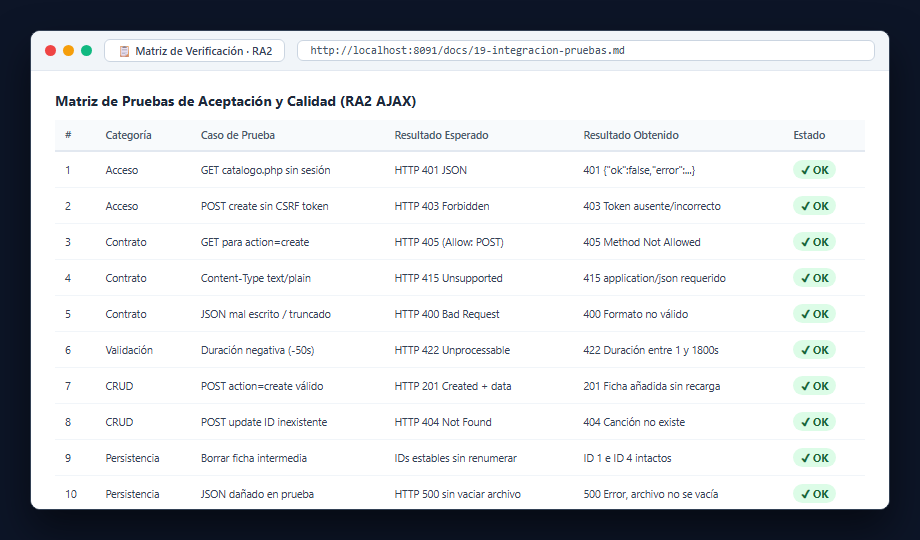 Matriz de Verificación · RA2
http://localhost:8091/docs/19-integracion-pruebas.md
Matriz de Pruebas de Aceptación y Calidad (RA2 AJAX)
# Categoría Caso de Prueba Resultado Esperado Resultado Obtenido Estado
1 Acceso GET catalogo.php sin sesión HTTP 401 JSON 401 {"ok":false,"error":...} ✓ OK
2 Acceso POST create sin CSRF token HTTP 403 Forbidden 403 Token ausente/incorrecto ✓ OK
3 Contrato GET para action=create HTTP 405 (Allow: POST) 405 Method Not Allowed ✓ OK
4 Contrato Content-Type text/plain HTTP 415 Unsupported 415 application/json requerido ✓ OK
5 Contrato JSON mal escrito / truncado HTTP 400 Bad Request 400 Formato no válido ✓ OK
6 Validación Duración negativa (-50s) HTTP 422 Unprocessable 422 Duración entre 1 y 1800s ✓ OK
7 CRUD POST action=create válido HTTP 201 Created + data 201 Ficha añadida sin recarga ✓ OK
8 CRUD POST update ID inexistente HTTP 404 Not Found 404 Canción no existe ✓ OK
9 Persistencia Borrar ficha intermedia IDs estables sin renumerar ID 1 e ID 4 intactos ✓ OK
10 Persistencia JSON dañado en prueba HTTP 500 sin vaciar archivo 500 Error, archivo no se vacía ✓ OK